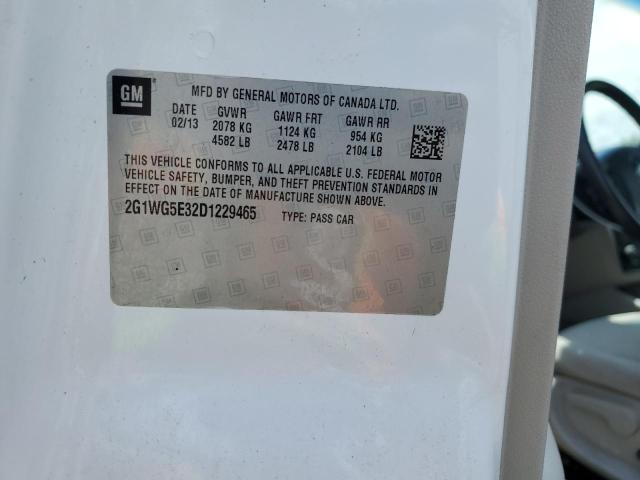 GM
MFD BY GENERAL MOTORS OF CANADA LTD.
DATE GVWR GAWR FRT GAWR RR
02/13 2078 KG 1124 KG 954 KG
4582 LB 2478 LB 2104 LB
THIS VEHICLE CONFORMS TO ALL APPLICABLE U.S. FEDERAL MOTOR
VEHICLE SAFETY, BUMPER, AND THEFT PREVENTION STANDARDS IN
EFFECT ON THE DATE OF MANUFACTURE SHOWN ABOVE.
2G1WG5E32D1229465 TYPE: PASS CAR